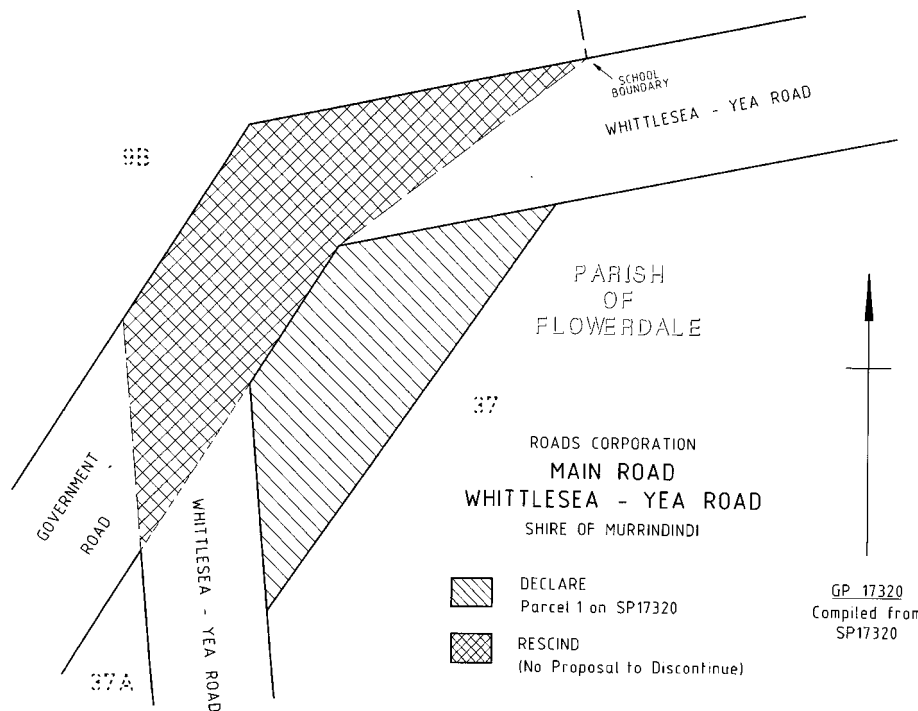 SCHOOL
BOUNDARY
WHITTLESEA - YEA ROAD
9B
PARISH
OF
FLOWERDALE
37
ROADS CORPORATION
MAIN ROAD
WHITTLESEA - YEA ROAD
SHIRE OF MURRINDINDI
GOVERNMENT
ROAD
WHITTLESEA - YEA ROAD
DECLARE
Parcel 1 on SP17320
RESCIND
(No Proposal to Discontinue)
GP 17320
Compiled from
SP17320
37A